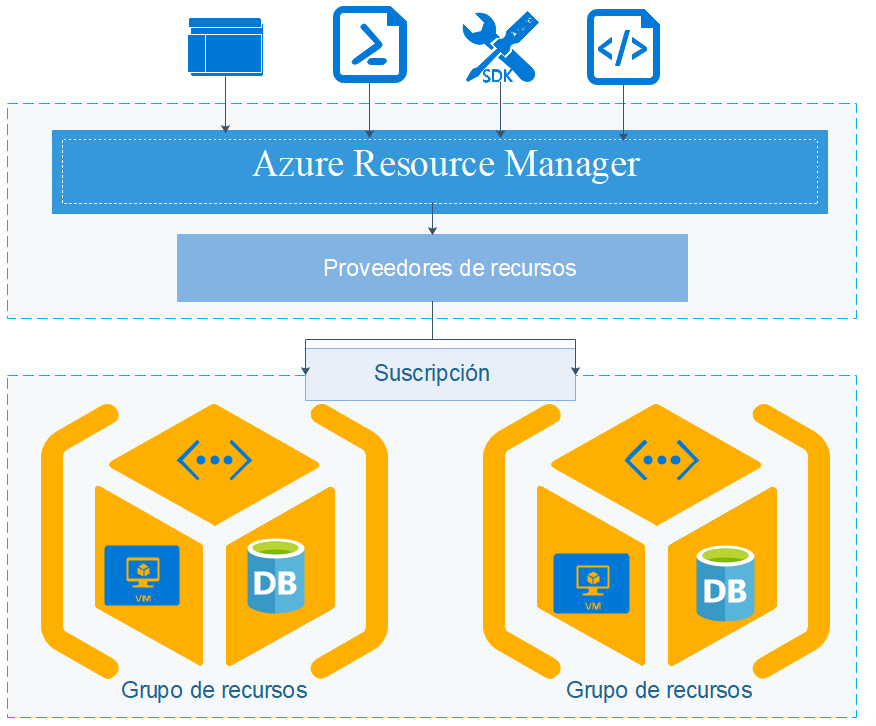 SDK
</>
Azure Resource Manager
Proveedores de recursos
Suscripción
VM
DB
VM
DB
Grupo de recursos
Grupo de recursos